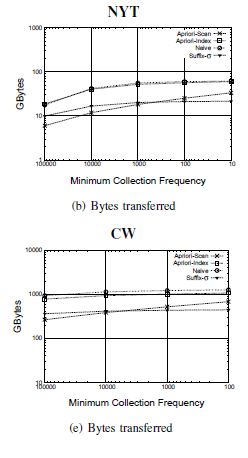 NYT
1000
100
10
1
GBytes
Apriori-Scan
Apriori-Index
Naive
Suffix-σ
100000 10000 1000 100 10
Minimum Collection Frequency
(b) Bytes transferred
CW
10000
1000
100
10
GBytes
Apriori-Scan
Apriori-Index
Naive
Suffix-σ
100000 10000 1000 100
Minimum Collection Frequency
(e) Bytes transferred